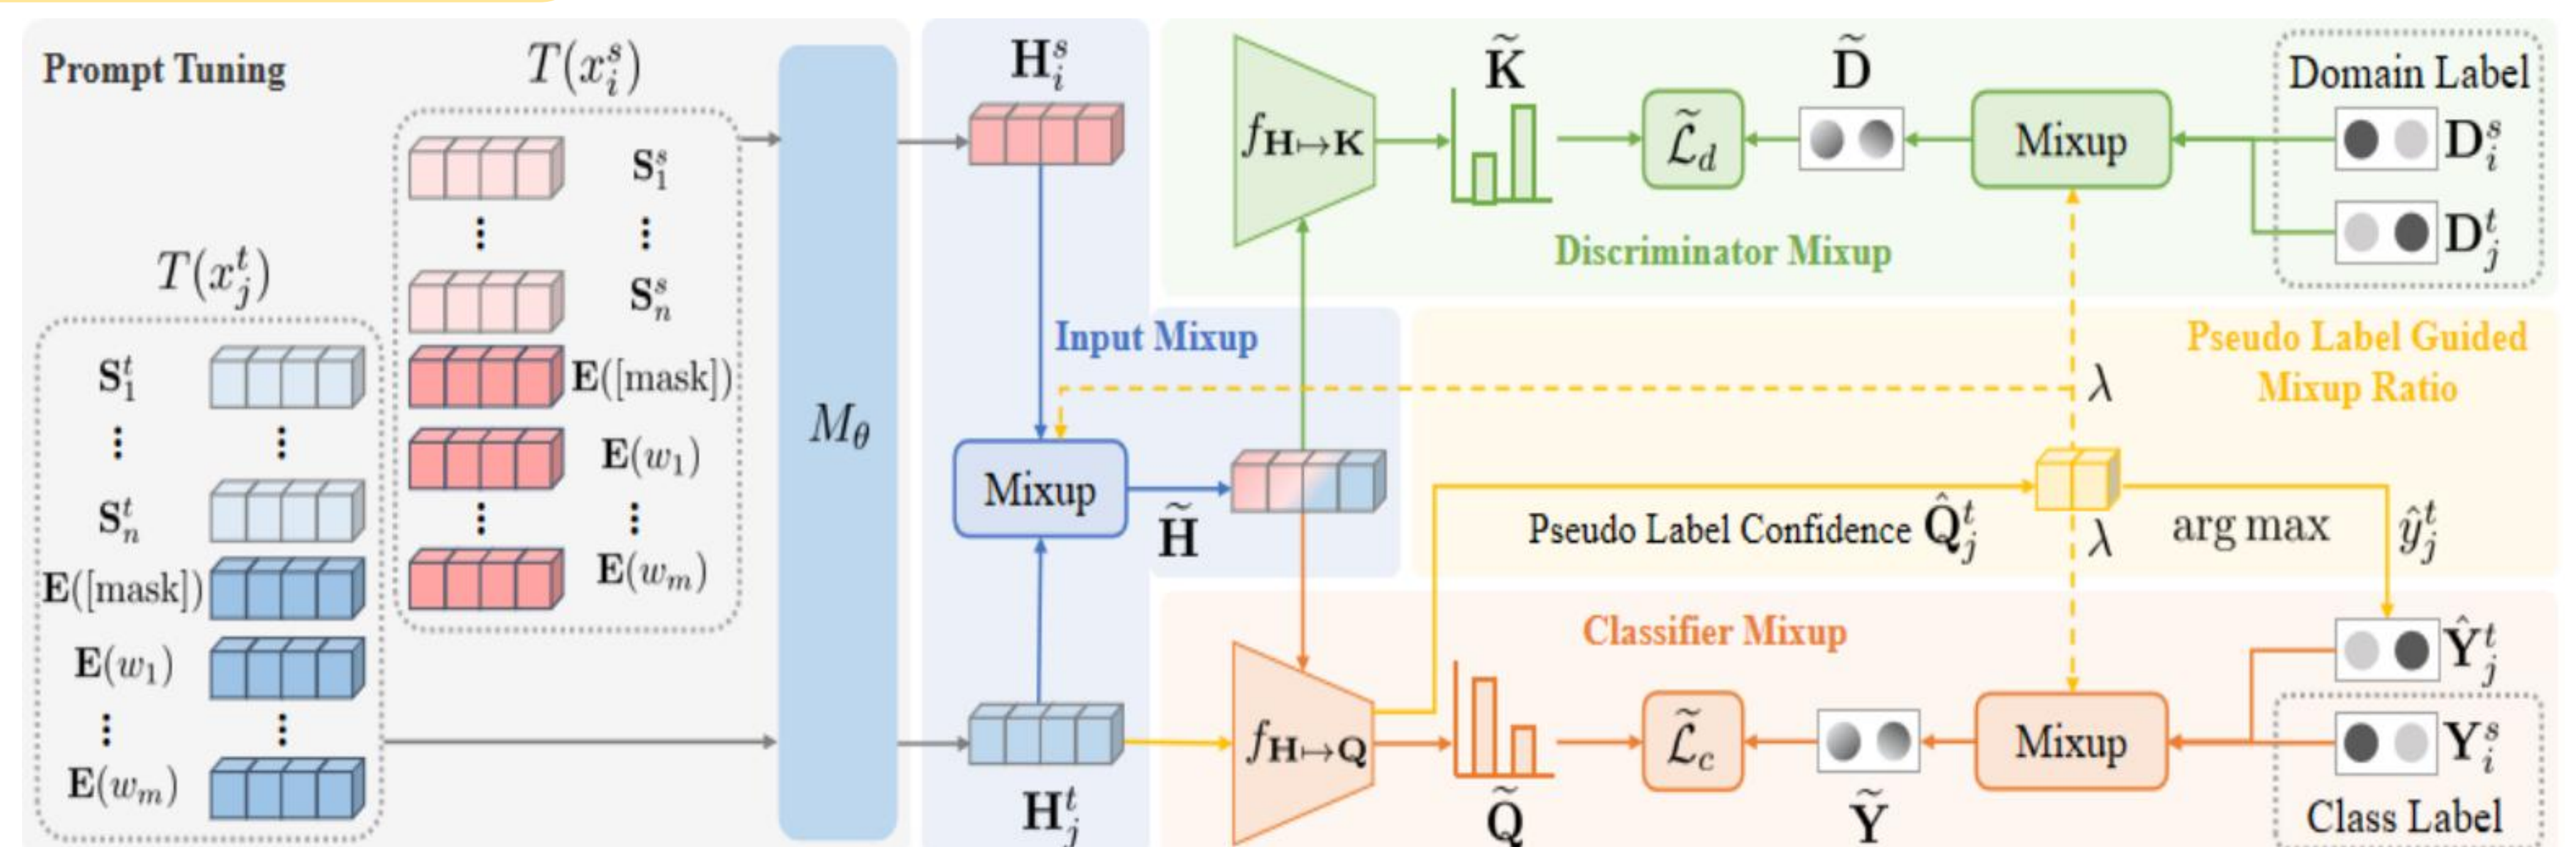 Prompt Tuning
T(x_i^s)
S_1^s
⋮
S_n^s
E([mask])
E(w_1)
⋮
E(w_m)
T(x_j^t)
S_1^t
⋮
S_n^t
E([mask])
E(w_1)
⋮
E(w_m)
M_θ
H_i^s
Input Mixup
Mixup
H̃
H_j^t
f_{H↦K}
K̃
L̃_d
D̃
Mixup
Domain Label
D_i^s
D_j^t
Discriminator Mixup
Pseudo Label Guided
Mixup Ratio
λ
Pseudo Label Confidence Q̂_j^t
λ
arg max
ŷ_j^t
Classifier Mixup
f_{H↦Q}
Q̃
L̃_c
Ỹ
Mixup
Ŷ_j^t
Y_i^s
Class Label